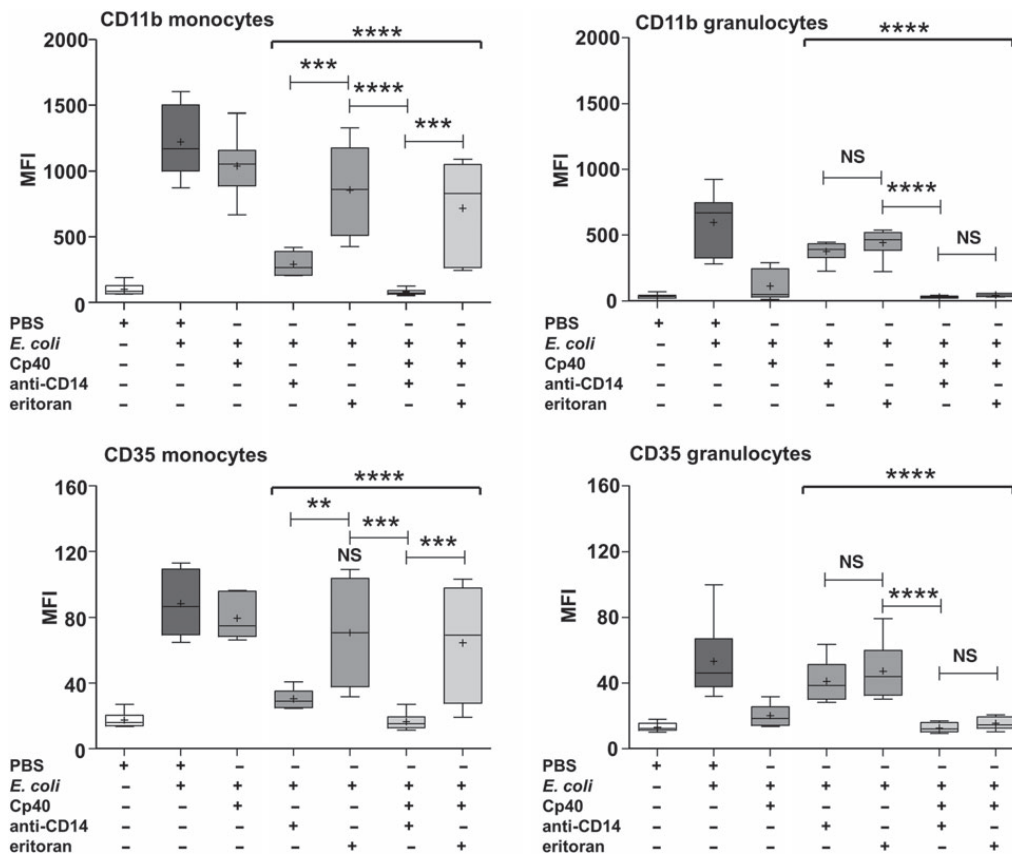 CD11b monocytes
2000
1500
1000
500
0
MFI
****
***
****
***
PBS + + - - - - -
E. coli - + + + + + +
Cp40 - - + - - + +
anti-CD14 - - - + - + -
eritoran - - - - + - +
CD11b granulocytes
2000
1500
1000
500
0
MFI
****
NS
****
NS
PBS + + - - - - -
E. coli - + + + + + +
Cp40 - - + - - + +
anti-CD14 - - - + - + -
eritoran - - - - + - +
CD35 monocytes
160
120
80
40
0
MFI
****
**
***
NS
***
PBS + + - - - - -
E. coli - + + + + + +
Cp40 - - + - - + +
anti-CD14 - - - + - + -
eritoran - - - - + - +
CD35 granulocytes
160
120
80
40
0
MFI
****
NS
****
NS
PBS + + - - - - -
E. coli - + + + + + +
Cp40 - - + - - + +
anti-CD14 - - - + - + -
eritoran - - - - + - +